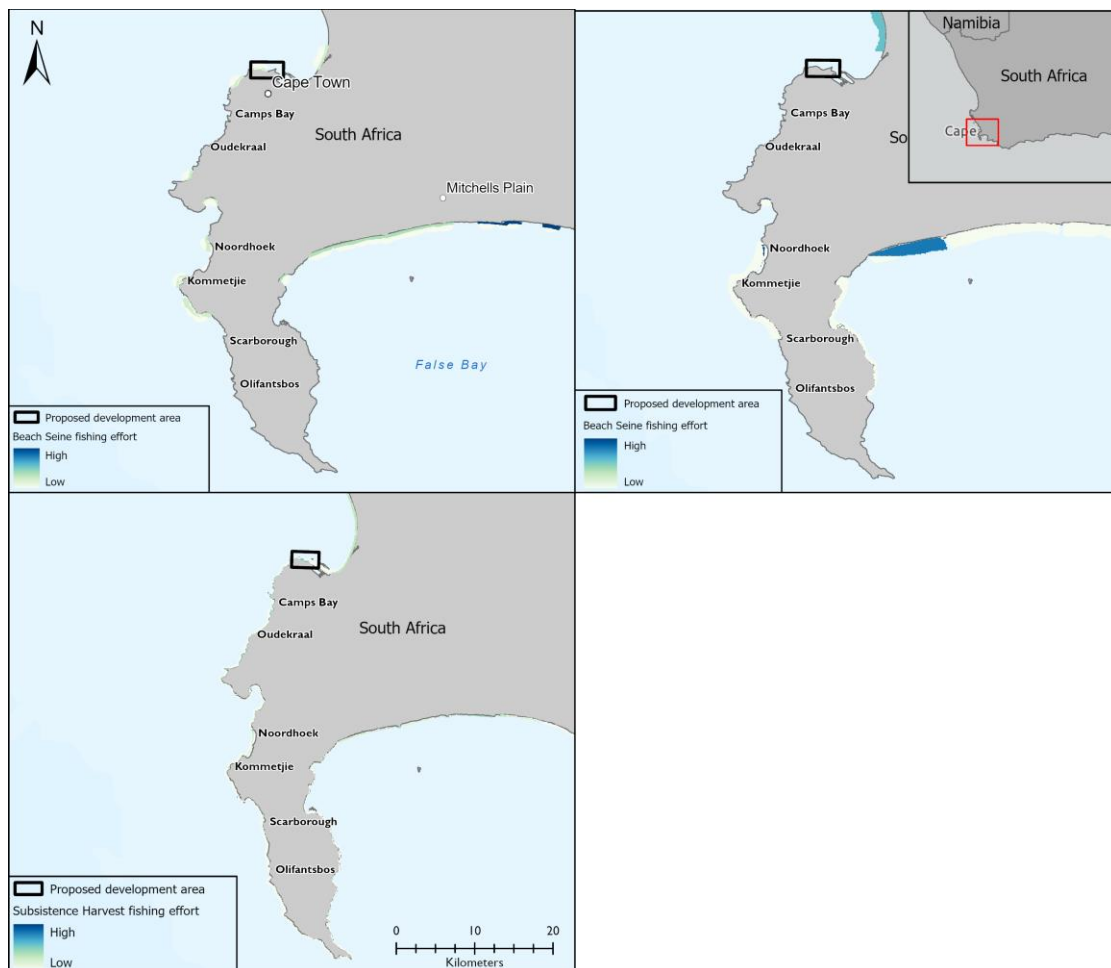 N
Cape Town
Camps Bay
South Africa
Oudekraal
Mitchells Plain
Noordhoek
Kommetjie
Scarborough
False Bay
Olifantsbos
Proposed development area
Beach Seine fishing effort
High
Low
Namibia
South Africa
Cape
Camps Bay
So
Oudekraal
Noordhoek
Kommetjie
Scarborough
Olifantsbos
Proposed development area
Beach Seine fishing effort
High
Low
Camps Bay
South Africa
Oudekraal
Noordhoek
Kommetjie
Scarborough
Olifantsbos
Proposed development area
Subsistence Harvest fishing effort
High
Low
0 10 20
Kilometers